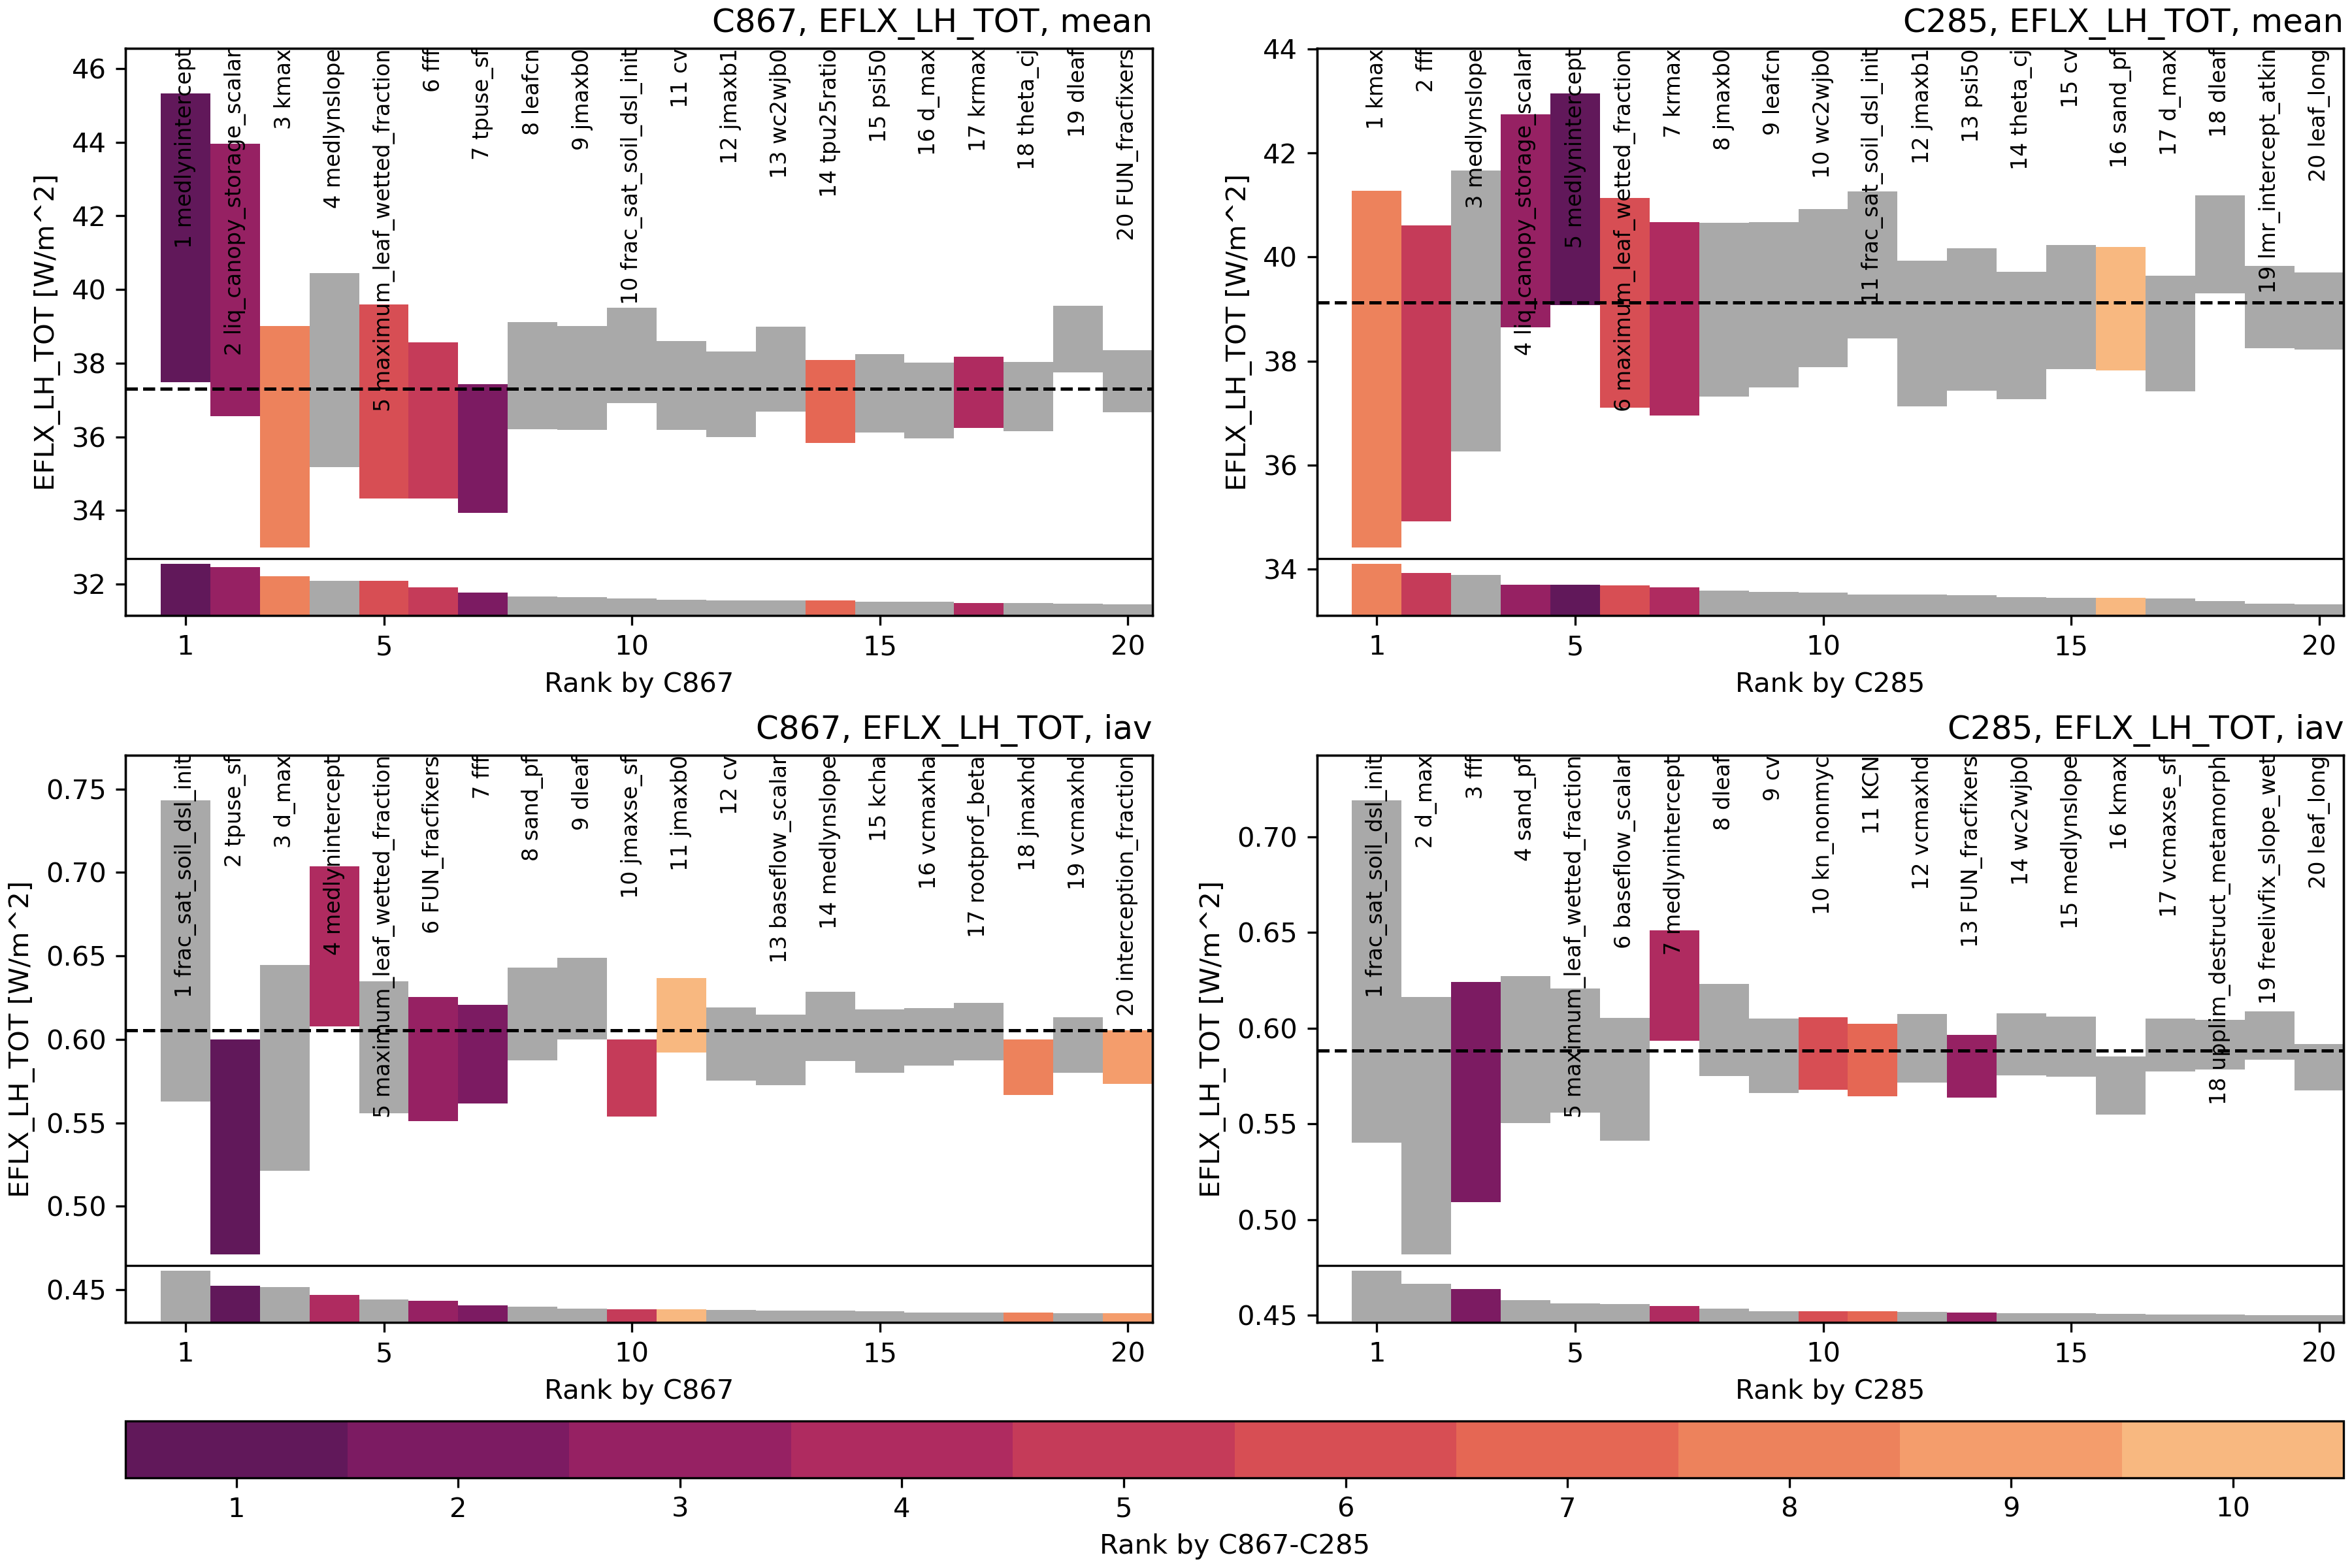 C867, EFLX_LH_TOT, mean
EFLX_LH_TOT [W/m^2]
46
44
42
40
38
36
34
32
1 medlynintercept
2 liq_canopy_storage_scalar
3 kmax
4 medlynslope
5 maximum_leaf_wetted_fraction
6 fff
7 tpuse_sf
8 leafcn
9 jmaxb0
10 frac_sat_soil_dsl_init
11 cv
12 jmaxb1
13 wc2wjb0
14 tpu25ratio
15 psi50
16 d_max
17 krmax
18 theta_cj
19 dleaf
20 FUN_fracfixers
1 5 10 15 20
Rank by C867
C285, EFLX_LH_TOT, mean
EFLX_LH_TOT [W/m^2]
44
42
40
38
36
34
1 kmax
2 fff
3 medlynslope
4 liq_canopy_storage_scalar
5 medlynintercept
6 maximum_leaf_wetted_fraction
7 krmax
8 jmaxb0
9 leafcn
10 wc2wjb0
11 frac_sat_soil_dsl_init
12 jmaxb1
13 psi50
14 theta_cj
15 cv
16 sand_pf
17 d_max
18 dleaf
19 lmr_intercept_atkin
20 leaf_long
1 5 10 15 20
Rank by C285
C867, EFLX_LH_TOT, iav
EFLX_LH_TOT [W/m^2]
0.75
0.70
0.65
0.60
0.55
0.50
0.45
1 frac_sat_soil_dsl_init
2 tpuse_sf
3 d_max
4 medlynintercept
5 maximum_leaf_wetted_fraction
6 FUN_fracfixers
7 fff
8 sand_pf
9 dleaf
10 jmaxse_sf
11 jmaxb0
12 cv
13 baseflow_scalar
14 medlynslope
15 kcha
16 vcmaxha
17 rootprof_beta
18 jmaxhd
19 vcmaxhd
20 interception_fraction
1 5 10 15 20
Rank by C867
C285, EFLX_LH_TOT, iav
EFLX_LH_TOT [W/m^2]
0.70
0.65
0.60
0.55
0.50
0.45
1 frac_sat_soil_dsl_init
2 d_max
3 fff
4 sand_pf
5 maximum_leaf_wetted_fraction
6 baseflow_scalar
7 medlynintercept
8 dleaf
9 cv
10 kn_nonmyc
11 KCN
12 vcmaxhd
13 FUN_fracfixers
14 wc2wjb0
15 medlynslope
16 kmax
17 vcmaxse_sf
18 upplim_destruct_metamorph
19 freelivfix_slope_wet
20 leaf_long
1 5 10 15 20
Rank by C285
1 2 3 4 5 6 7 8 9 10
Rank by C867-C285